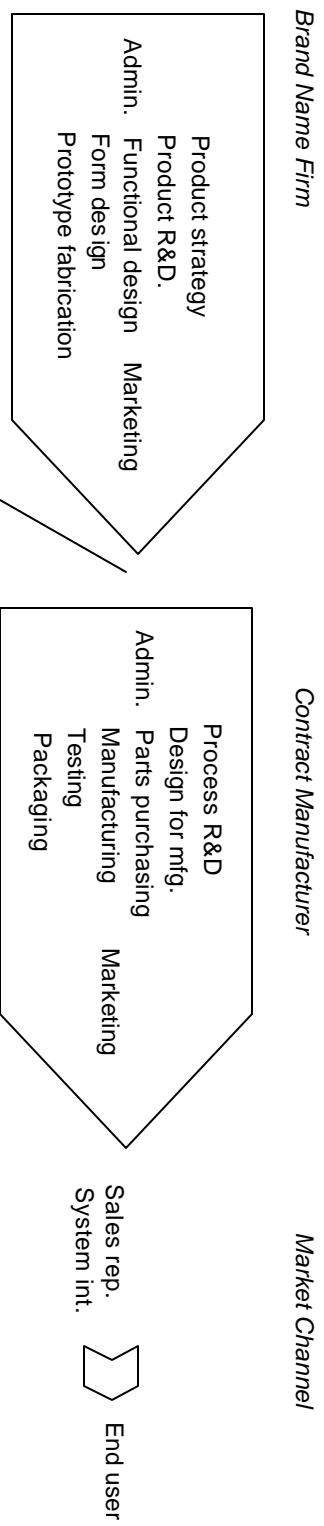 Brand Name Firm
Product strategy
Product R&D.
Admin. Functional design Marketing
Form design
Prototype fabrication
Contract Manufacturer
Process R&D
Design for mfg.
Admin. Parts purchasing
Manufacturing Marketing
Testing
Packaging
Market Channel
Sales rep.
System int.
End user